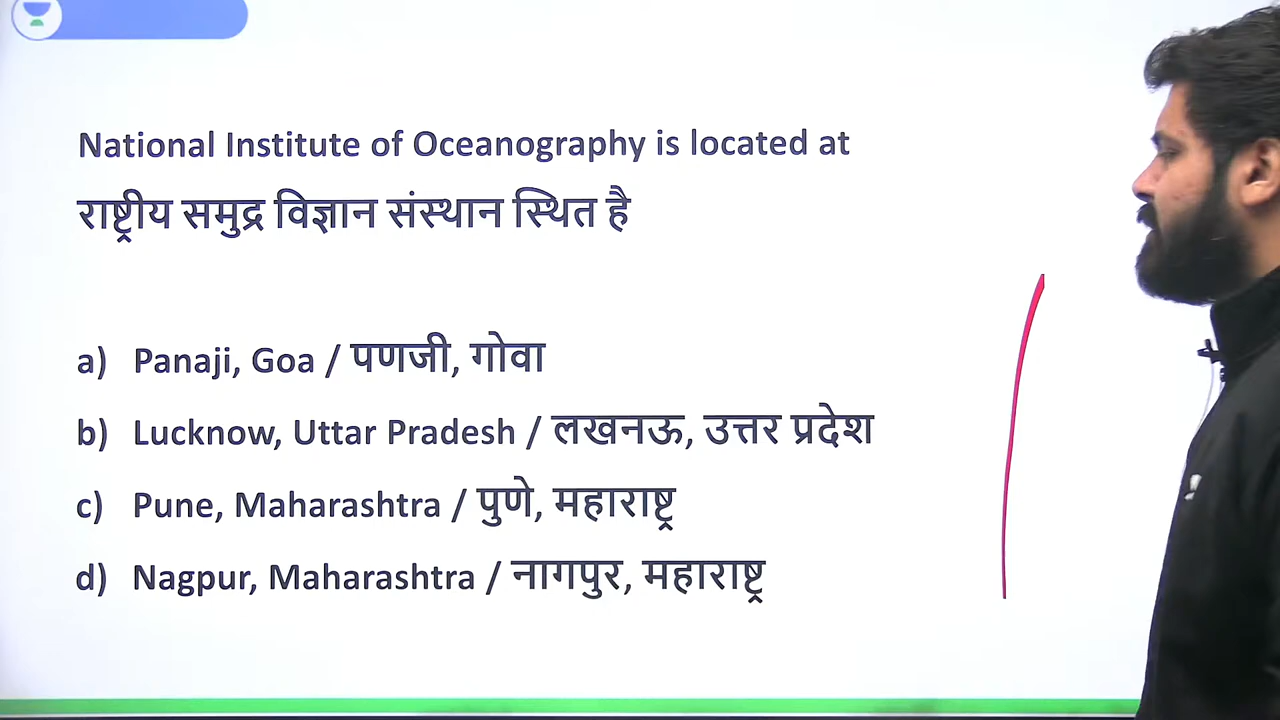 National Institute of Oceanography is located at
राष्ट्रीय समुद्र विज्ञान संस्थान स्थित है
a) Panaji, Goa / पणजी, गोवा
b) Lucknow, Uttar Pradesh / लखनऊ, उत्तर प्रदेश
c) Pune, Maharashtra / पुणे, महाराष्ट्र
d) Nagpur, Maharashtra / नागपुर, महाराष्ट्र